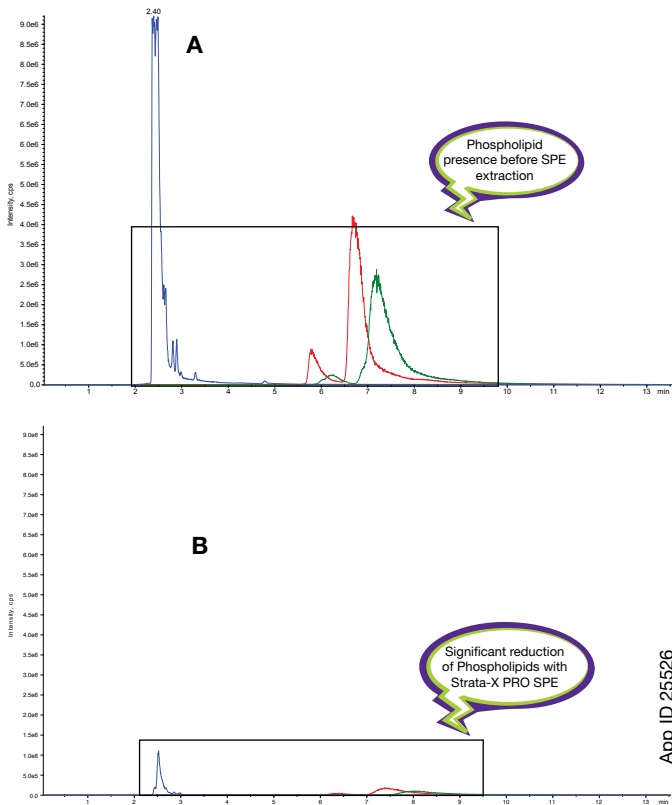 2.40
A
9.0e6
8.5e6
8.0e6
7.5e6
7.0e6
6.5e6
6.0e6
5.5e6
5.0e6
4.5e6
4.0e6
3.5e6
3.0e6
2.5e6
2.0e6
1.5e6
1.0e6
5.0e5
0.0
Intensity, cps
Phospholipid
presence before SPE
extraction
1 2 3 4 5 6 7 8 9 10 11 12 13 min
B
9.0e6
8.5e6
8.0e6
7.5e6
7.0e6
6.5e6
6.0e6
5.5e6
5.0e6
4.5e6
4.0e6
3.5e6
3.0e6
2.5e6
2.0e6
1.5e6
1.0e6
5.0e5
0.0
Intensity, cps
Significant reduction
of Phospholipids with
Strata-X PRO SPE
1 2 3 4 5 6 7 8 9 10 11 12 13 min
App ID 25526